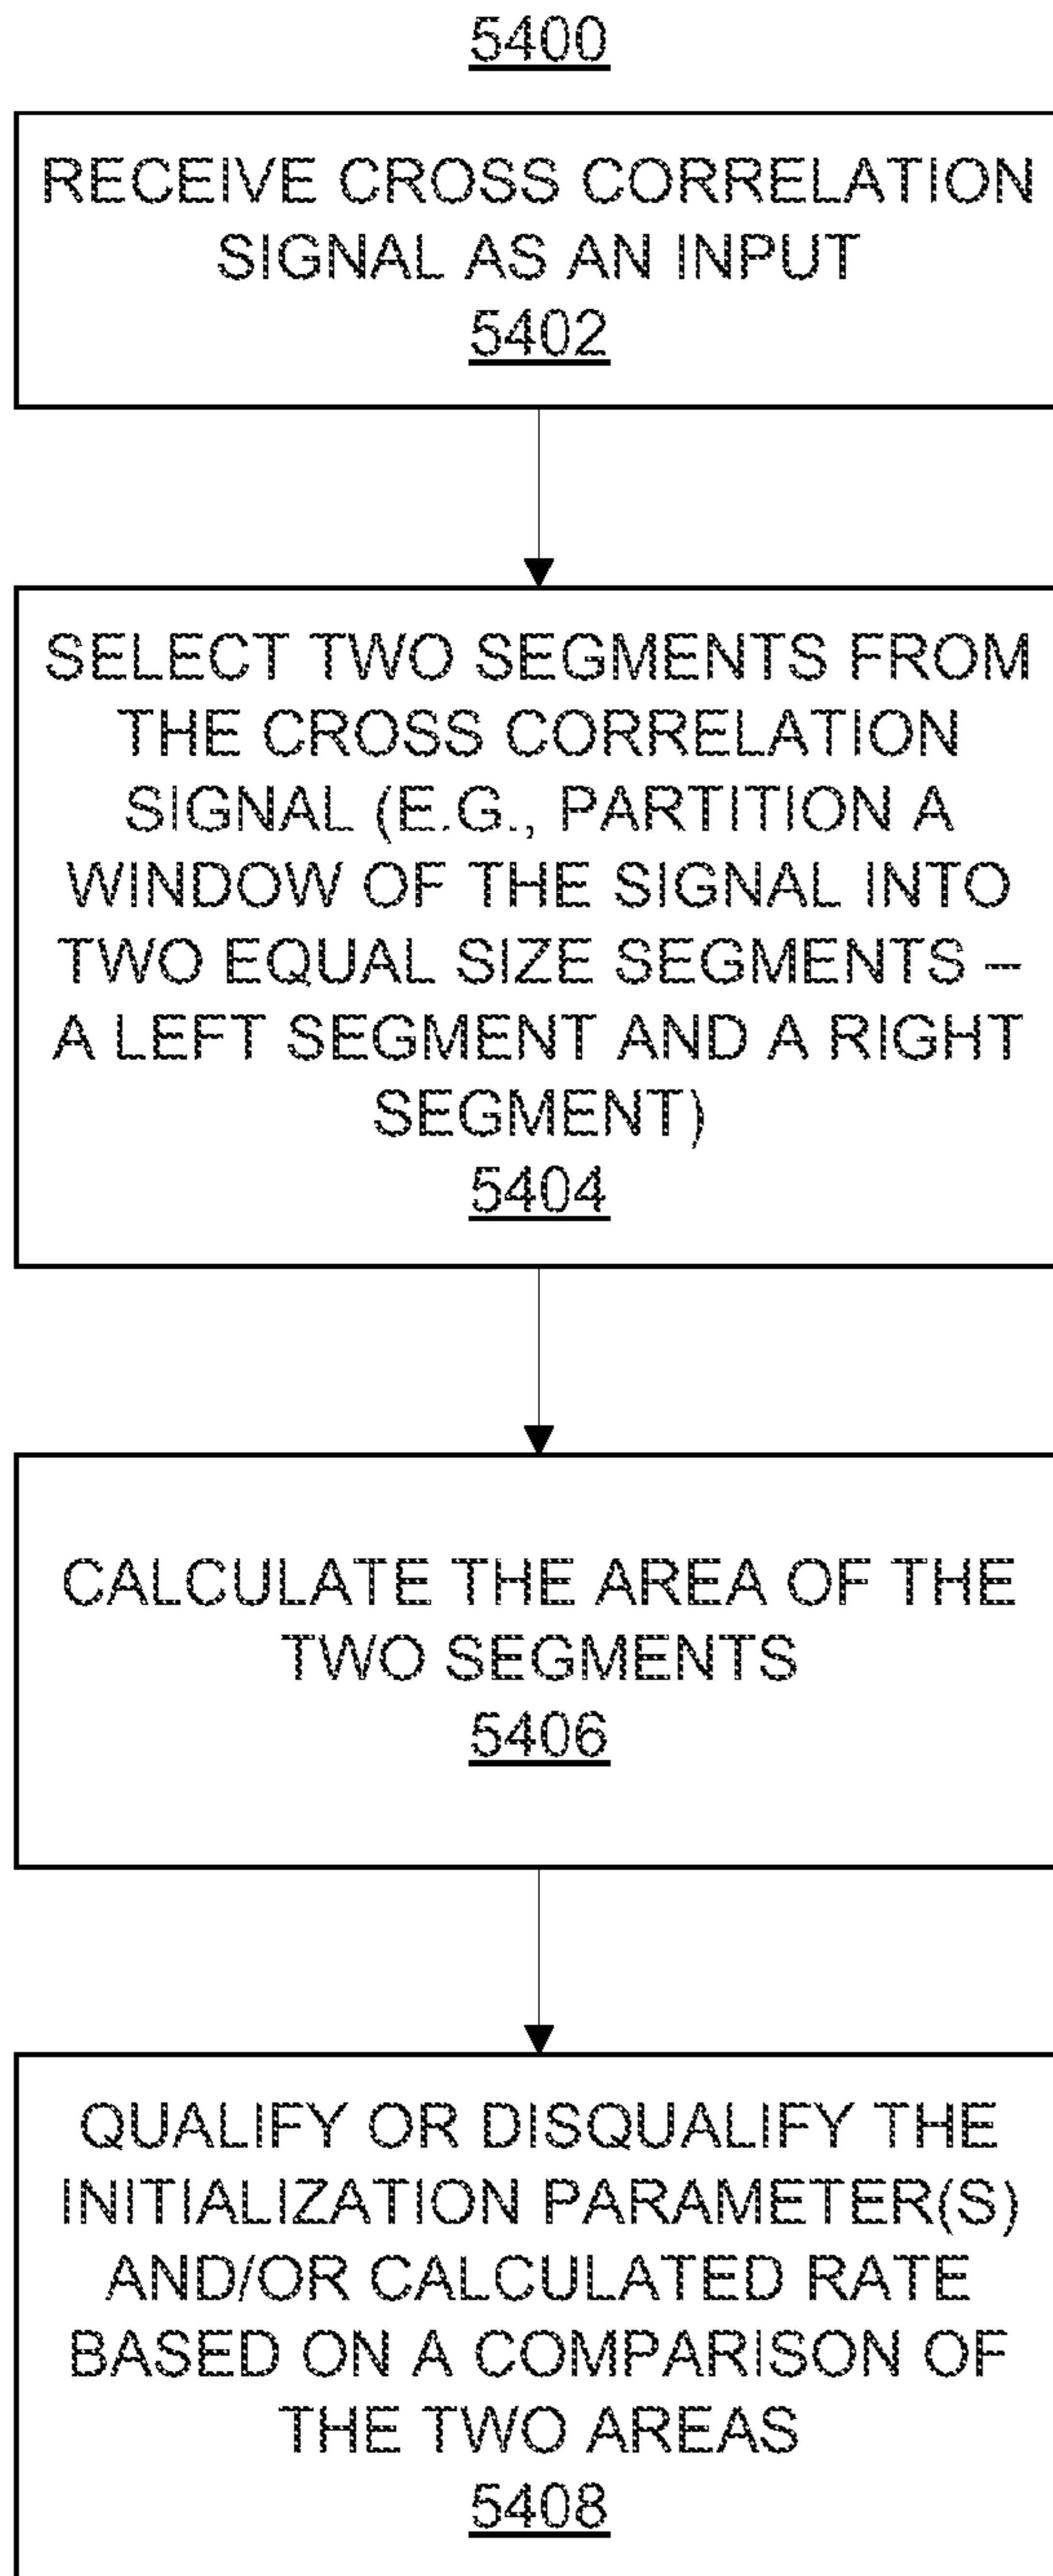 5400
RECEIVE CROSS CORRELATION
SIGNAL AS AN INPUT
5402
SELECT TWO SEGMENTS FROM
THE CROSS CORRELATION
SIGNAL (E.G., PARTITION A
WINDOW OF THE SIGNAL INTO
TWO EQUAL SIZE SEGMENTS –
A LEFT SEGMENT AND A RIGHT
SEGMENT)
5404
CALCULATE THE AREA OF THE
TWO SEGMENTS
5406
QUALIFY OR DISQUALIFY THE
INITIALIZATION PARAMETER(S)
AND/OR CALCULATED RATE
BASED ON A COMPARISON OF
THE TWO AREAS
5408